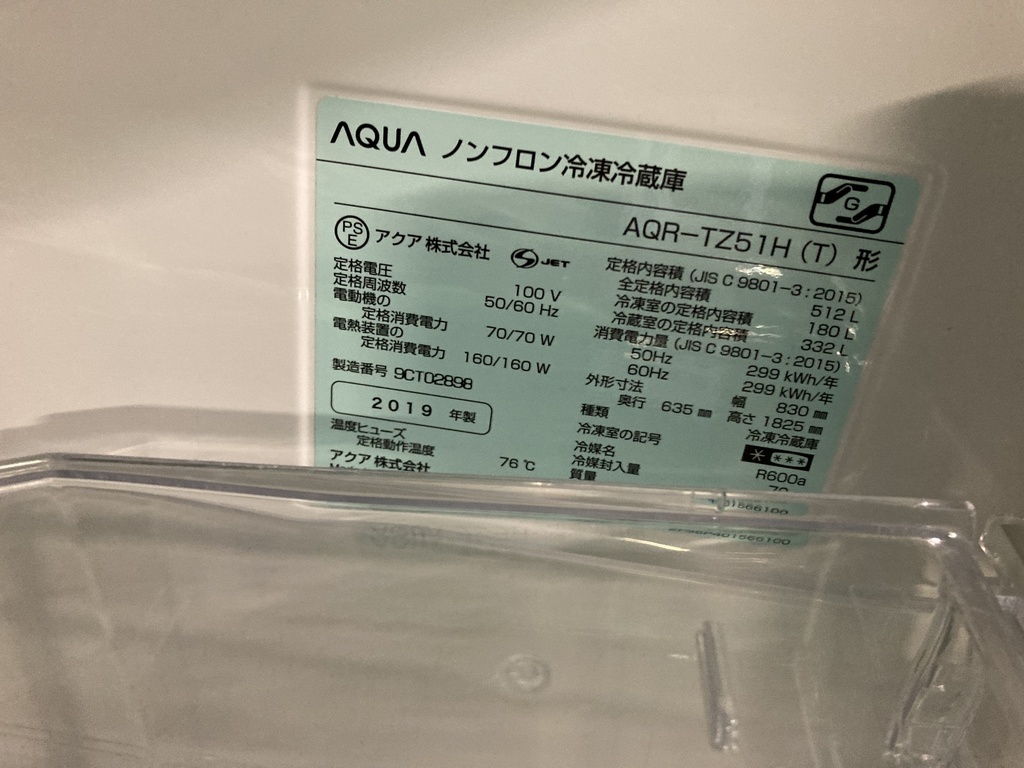 AQUA ノンフロン冷凍冷蔵庫
G
AQR-TZ51H (T) 形
PS
E
アクア 株式会社
JET
定格電圧 100 V
定格周波数 50/60 Hz
電動機の
定格消費電力 70/70 W
電熱装置の
定格消費電力 160/160 W
製造番号 9CT02898
2019 年製
温度ヒューズ
定格動作温度 76 ℃
アクア 株式会社
定格内容積 (JIS C 9801-3 : 2015)
全定格内容積 512 L
冷凍室の定格内容積 180 L
冷蔵室の定格内容積 332 L
消費電力量 (JIS C 9801-3 : 2015)
50Hz 299 kWh/年
60Hz 299 kWh/年
外形寸法 幅 830 ㎜
奥行 635 ㎜ 高さ 1825 ㎜
種類 冷凍冷蔵庫
冷凍室の記号 * ***
冷媒名 R600a
冷媒封入量
質量